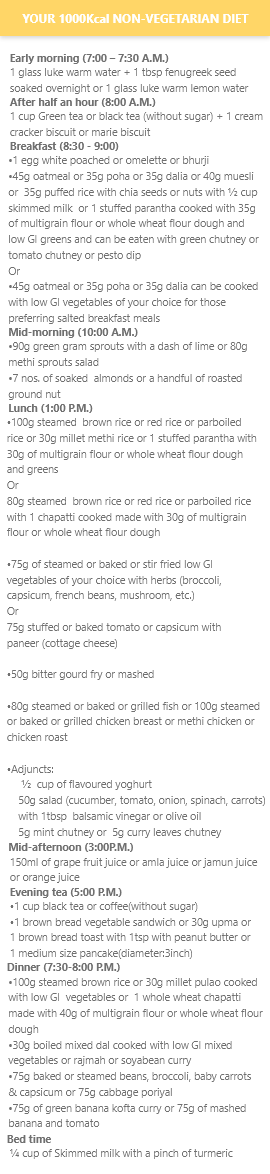 YOUR 1000Kcal NON-VEGETARIAN DIET
Early morning (7:00 – 7:30 A.M.)
1 glass luke warm water + 1 tbsp fenugreek seed
soaked overnight or 1 glass luke warm lemon water
After half an hour (8:00 A.M.)
1 cup Green tea or black tea (without sugar) + 1 cream
cracker biscuit or marie biscuit
Breakfast (8:30 - 9:00)
•1 egg white poached or omelette or bhurji
•45g oatmeal or 35g poha or 35g dalia or 40g muesli
or 35g puffed rice with chia seeds or nuts with ½ cup
skimmed milk or 1 stuffed parantha cooked with 35g
of multigrain flour or whole wheat flour dough and
low GI greens and can be eaten with green chutney or
tomato chutney or pesto dip
Or
•45g oatmeal or 35g poha or 35g dalia can be cooked
with low GI vegetables of your choice for those
preferring salted breakfast meals
Mid-morning (10:00 A.M.)
•90g green gram sprouts with a dash of lime or 80g
methi sprouts salad
•7 nos. of soaked almonds or a handful of roasted
ground nut
Lunch (1:00 P.M.)
•100g steamed brown rice or red rice or parboiled
rice or 30g millet methi rice or 1 stuffed parantha with
30g of multigrain flour or whole wheat flour dough
and greens
Or
80g steamed brown rice or red rice or parboiled rice
with 1 chapatti cooked made with 30g of multigrain
flour or whole wheat flour dough
•75g of steamed or baked or stir fried low GI
vegetables of your choice with herbs (broccoli,
capsicum, french beans, mushroom, etc.)
Or
75g stuffed or baked tomato or capsicum with
paneer (cottage cheese)
•50g bitter gourd fry or mashed
•80g steamed or baked or grilled fish or 100g steamed
or baked or grilled chicken breast or methi chicken or
chicken roast
•Adjuncts:
½ cup of flavoured yoghurt
50g salad (cucumber, tomato, onion, spinach, carrots)
with 1tbsp balsamic vinegar or olive oil
5g mint chutney or 5g curry leaves chutney
Mid-afternoon (3:00P.M.)
150ml of grape fruit juice or amla juice or jamun juice
or orange juice
Evening tea (5:00 P.M.)
•1 cup black tea or coffee(without sugar)
•1 brown bread vegetable sandwich or 30g upma or
1 brown bread toast with 1tsp with peanut butter or
1 medium size pancake(diameter:3inch)
Dinner (7:30-8:00 P.M.)
•100g steamed brown rice or 30g millet pulao cooked
with low GI vegetables or 1 whole wheat chapatti
made with 40g of multigrain flour or whole wheat flour
dough
•30g boiled mixed dal cooked with low GI mixed
vegetables or rajmah or soyabean curry
•75g baked or steamed beans, broccoli, baby carrots
& capsicum or 75g cabbage poriyal
•75g of green banana kofta curry or 75g of mashed
banana and tomato
Bed time
¼ cup of Skimmed milk with a pinch of turmeric